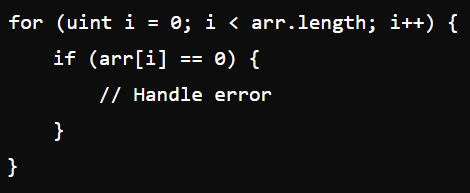 for (uint i = 0; i < arr.length; i++) {
    if (arr[i] == 0) {
        // Handle error
    }
}